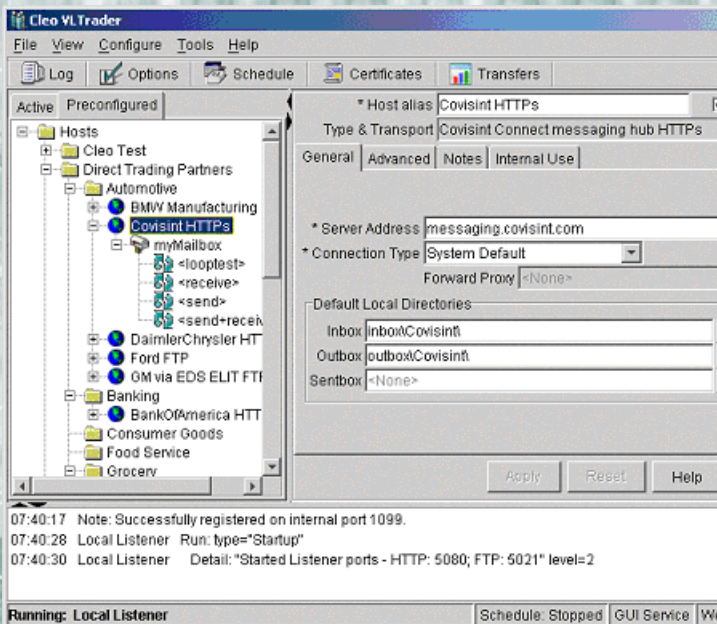 Cleo VLTrader
File View Configure Tools Help
Log Options Schedule Certificates Transfers
Active Preconfigured
Hosts
Cleo Test
Direct Trading Partners
Automotive
BMW Manufacturing
Covisint HTTPs
myMailbox
<looptest>
<receive>
<send>
<send+receiv
DaimlerChrysler HT
Ford FTP
GM via EDS ELIT FTF
Banking
BankOfAmerica HTT
Consumer Goods
Food Service
Grocery
* Host alias Covisint HTTPs
Type & Transport Covisint Connect messaging hub HTTPs
General Advanced Notes Internal Use
* Server Address messaging.covisint.com
* Connection Type System Default
Forward Proxy <None>
Default Local Directories
Inbox inbox\Covisint\
Outbox outbox\Covisint\
Sentbox <None>
Apply Reset Help
07:40:17 Note: Successfully registered on internal port 1099.
07:40:28 Local Listener Run: type="Startup"
07:40:30 Local Listener Detail: "Started Listener ports - HTTP: 5080; FTP: 5021" level=2
Running: Local Listener Schedule: Stopped GUI Service